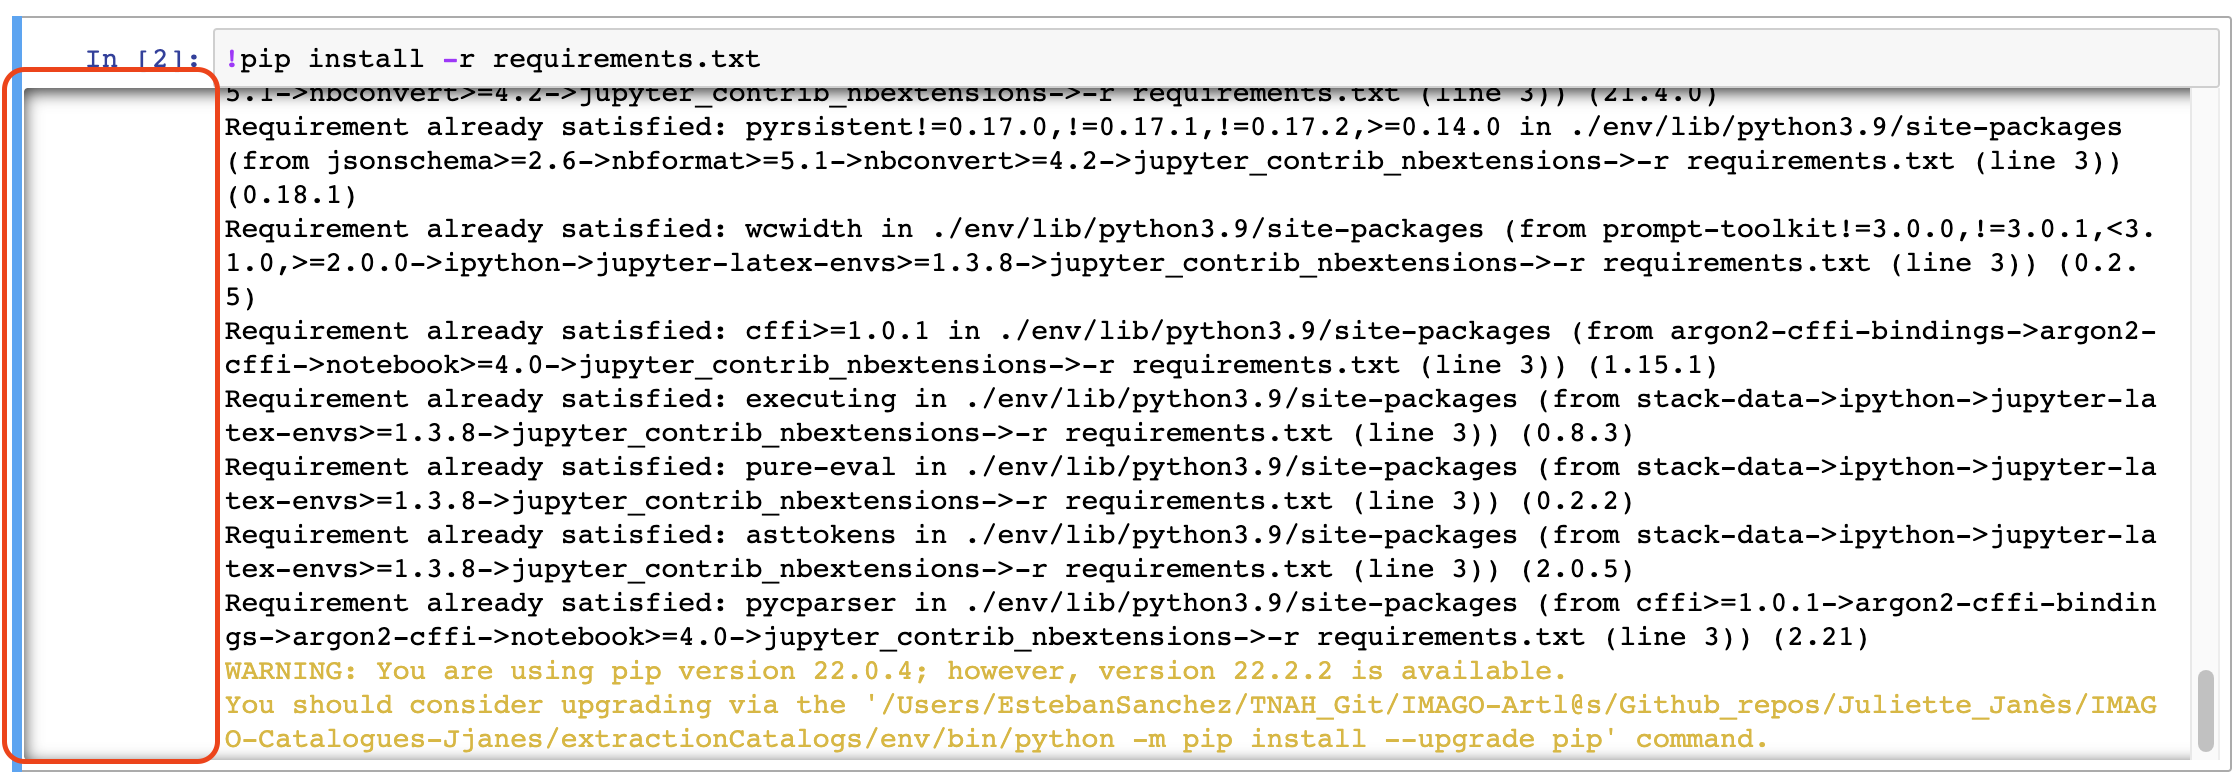 In [2]: !pip install -r requirements.txt
5.1->nbconvert>=4.2->jupyter_contrib_nbextensions->-r requirements.txt (line 3)) (21.4.0)
Requirement already satisfied: pyrsistent!=0.17.0,!=0.17.1,!=0.17.2,>=0.14.0 in ./env/lib/python3.9/site-packages
(from jsonschema>=2.6->nbformat>=5.1->nbconvert>=4.2->jupyter_contrib_nbextensions->-r requirements.txt (line 3))
(0.18.1)
Requirement already satisfied: wcwidth in ./env/lib/python3.9/site-packages (from prompt-toolkit!=3.0.0,!=3.0.1,<3.
1.0,>=2.0.0->ipython->jupyter-latex-envs>=1.3.8->jupyter_contrib_nbextensions->-r requirements.txt (line 3)) (0.2.
5)
Requirement already satisfied: cffi>=1.0.1 in ./env/lib/python3.9/site-packages (from argon2-cffi-bindings->argon2-
cffi->notebook>=4.0->jupyter_contrib_nbextensions->-r requirements.txt (line 3)) (1.15.1)
Requirement already satisfied: executing in ./env/lib/python3.9/site-packages (from stack-data->ipython->jupyter-la
tex-envs>=1.3.8->jupyter_contrib_nbextensions->-r requirements.txt (line 3)) (0.8.3)
Requirement already satisfied: pure-eval in ./env/lib/python3.9/site-packages (from stack-data->ipython->jupyter-la
tex-envs>=1.3.8->jupyter_contrib_nbextensions->-r requirements.txt (line 3)) (0.2.2)
Requirement already satisfied: asttokens in ./env/lib/python3.9/site-packages (from stack-data->ipython->jupyter-la
tex-envs>=1.3.8->jupyter_contrib_nbextensions->-r requirements.txt (line 3)) (2.0.5)
Requirement already satisfied: pycparser in ./env/lib/python3.9/site-packages (from cffi>=1.0.1->argon2-cffi-bindin
gs->argon2-cffi->notebook>=4.0->jupyter_contrib_nbextensions->-r requirements.txt (line 3)) (2.21)
WARNING: You are using pip version 22.0.4; however, version 22.2.2 is available.
You should consider upgrading via the '/Users/EstebanSanchez/TNAH_Git/IMAGO-Artl@s/Github_repos/Juliette_Janès/IMAG
O-Catalogues-Jjanes/extractionCatalogs/env/bin/python -m pip install --upgrade pip' command.